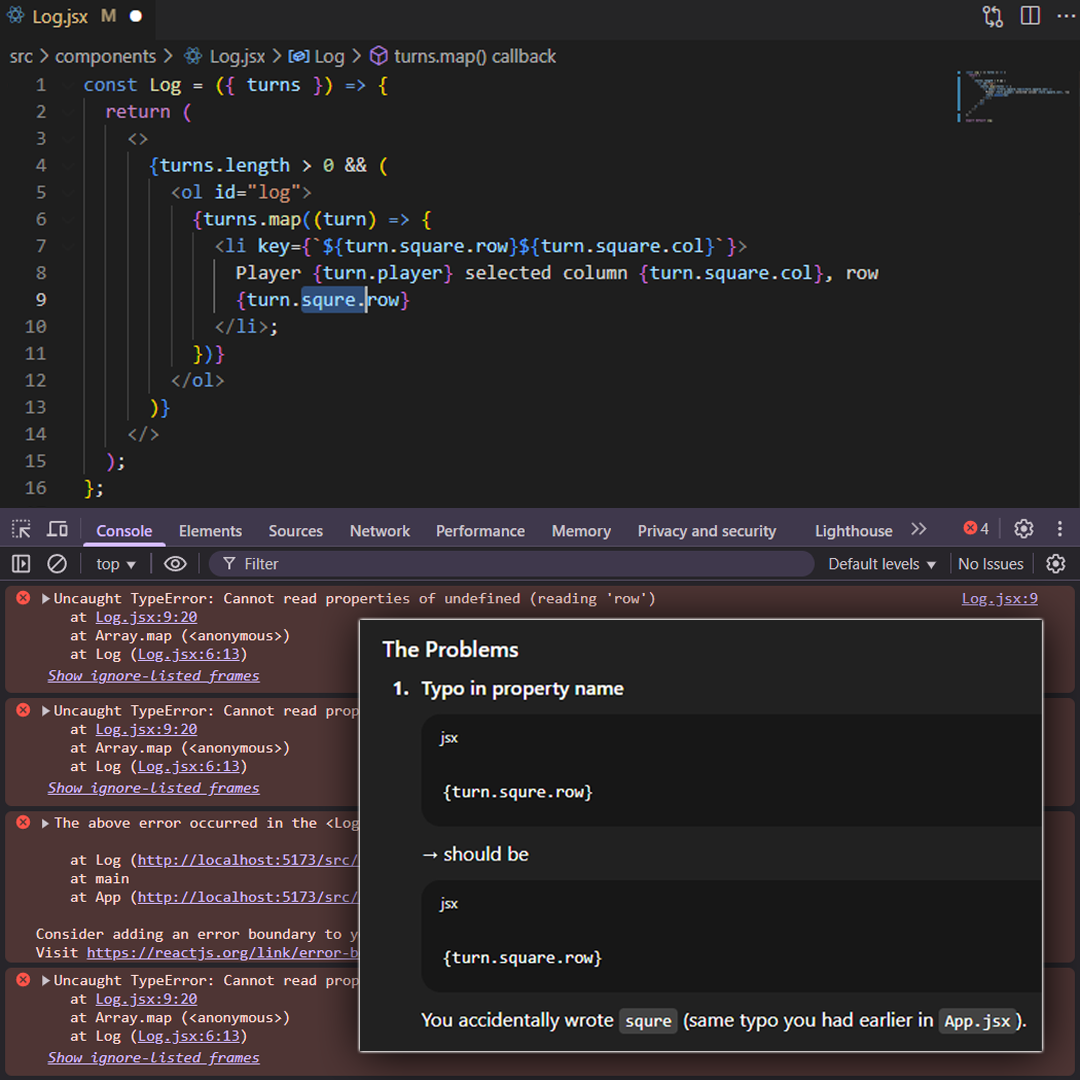 Log.jsx M
src > components > Log.jsx > Log > turns.map() callback
1 const Log = ({ turns }) => {
2 return (
3 <>
4 {turns.length > 0 && (
5 <ol id="log">
6 {turns.map((turn) => {
7 <li key={`${turn.square.row}${turn.square.col}`}>
8 Player {turn.player} selected column {turn.square.col}, row
9 {turn.squre.row}
10 </li>;
11 })}
12 </ol>
13 )}
14 </>
15 );
16 };
Console Elements Sources Network Performance Memory Privacy and security Lighthouse 4
top Filter Default levels No Issues
Uncaught TypeError: Cannot read properties of undefined (reading 'row') Log.jsx:9
at Log.jsx:9:20
at Array.map (<anonymous>)
at Log (Log.jsx:6:13)
Show ignore-listed frames
Uncaught TypeError: Cannot read prop
at Log.jsx:9:20
at Array.map (<anonymous>)
at Log (Log.jsx:6:13)
Show ignore-listed frames
The above error occurred in the <Log
at Log (http://localhost:5173/src/
at main
at App (http://localhost:5173/src/
Consider adding an error boundary to y
Visit https://reactjs.org/link/error-b
Uncaught TypeError: Cannot read prop
at Log.jsx:9:20
at Array.map (<anonymous>)
at Log (Log.jsx:6:13)
Show ignore-listed frames
The Problems
1. Typo in property name
jsx
{turn.squre.row}
→ should be
jsx
{turn.square.row}
You accidentally wrote squre (same typo you had earlier in App.jsx).